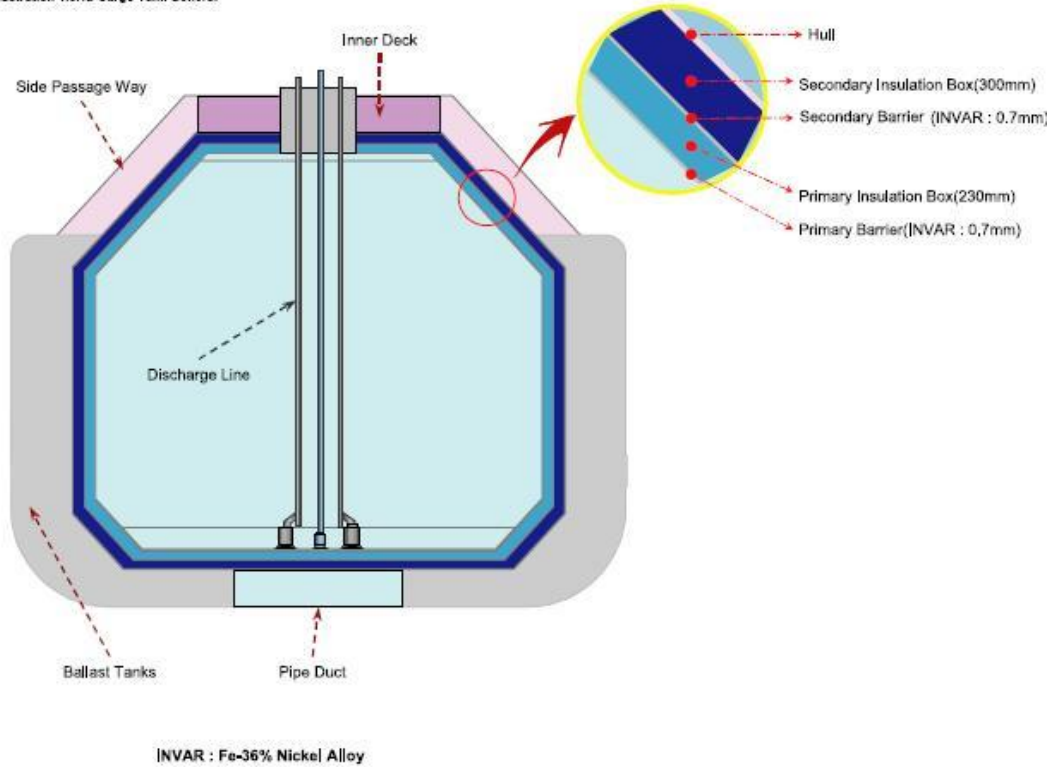 Inner Deck
Side Passage Way
Hull
Secondary Insulation Box(300mm)
Secondary Barrier (INVAR : 0.7mm)
Primary Insulation Box(230mm)
Primary Barrier(INVAR : 0,7mm)
Discharge Line
Ballast Tanks
Pipe Duct
INVAR : Fe-36% Nickel Alloy